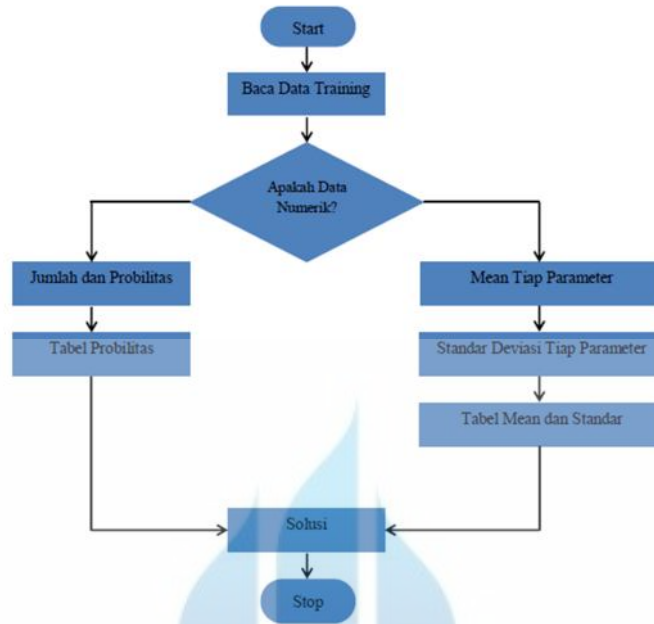 Start
Baca Data Training
Apakah Data
Numerik?
Jumlah dan Probilitas
Mean Tiap Parameter
Tabel Probilitas
Standar Deviasi Tiap Parameter
Tabel Mean dan Standar
Solusi
Stop